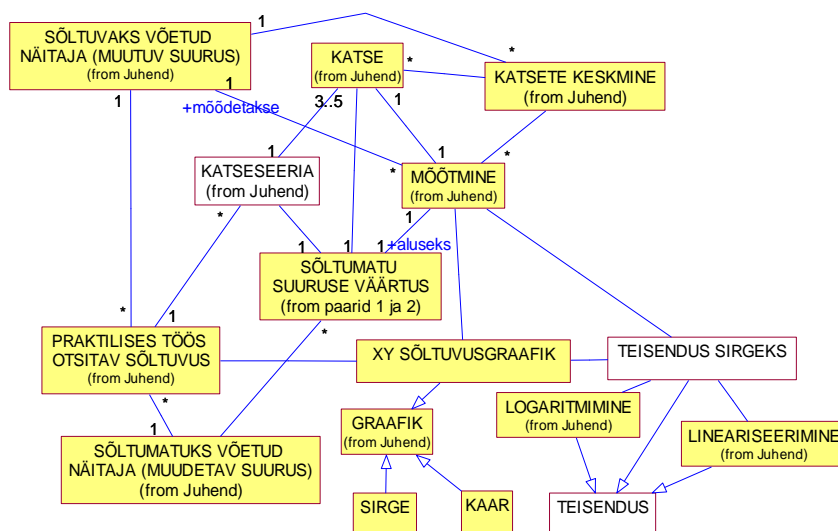 1
SÕLTUVAKS VÕETUD
NÄITAJA (MUUTUV SUURUS)
(from Juhend)
1
1
*
KATSE
(from Juhend)
*
KATSETE KESKMINE
(from Juhend)
3..5
1
+mõõdetakse
1
1
*
*
KATSESEERIA
(from Juhend)
MÕÕTMINE
(from Juhend)
*
1
1
1
1
+aluseks
SÕLTUMATU
SUURUSE VÄÄRTUS
(from paarid 1 ja 2)
*
1
*
PRAKTILISES TÖÖS
OTSITAV SÕLTUVUS
(from Juhend)
XY SÕLTUVUSGRAAFIK
TEISENDUS SIRGEKS
*
1
SÕLTUMATUKS VÕETUD
NÄITAJA (MUUDETAV SUURUS)
(from Juhend)
GRAAFIK
(from Juhend)
LOGARITMIMINE
(from Juhend)
LINEARISEERIMINE
(from Juhend)
SIRGE
KAAR
TEISENDUS